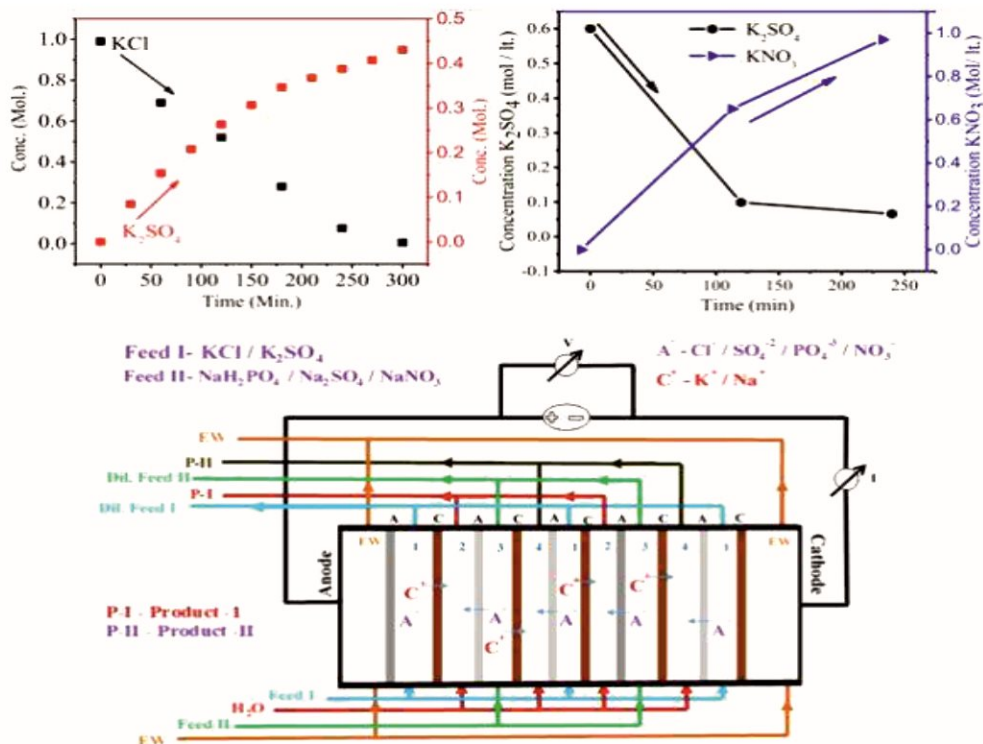 1.0
0.8
0.6
0.4
0.2
0.0
Conc. (Mol.)
KCl
K₂SO₄
0.5
0.4
0.3
0.2
0.1
0.0
Conc. (Mol.)
0 50 100 150 200 250 300
Time (Min.)
0.6
0.5
0.4
0.3
0.2
0.1
0.0
-0.1
Concentration K₂SO₄ (mol / lt.)
K₂SO₄
KNO₃
1.0
0.8
0.6
0.4
0.2
0.0
Concentration KNO₃ (Mol/ lt.)
0 50 100 150 200 250
Time (min)
Feed I- KCl / K₂SO₄
Feed II- NaH₂PO₄ / Na₂SO₄ / NaNO₃
V
A⁻ - Cl⁻ / SO₄⁻² / PO₄⁻³ / NO₃⁻
C⁺ - K⁺ / Na⁺
+ −
EW
P-II
Dil. Feed II
P-I
Dil. Feed I
I
A C A C A C A C A C
EW 1 2 3 4 1 2 3 4 1 EW
Anode
Cathode
C⁺ C⁺ C⁺
A⁻ A⁻ A⁻ A⁻ A⁻
C⁺
P-I - Product -I
P-II - Product -II
Feed I
H₂O
Feed II
EW